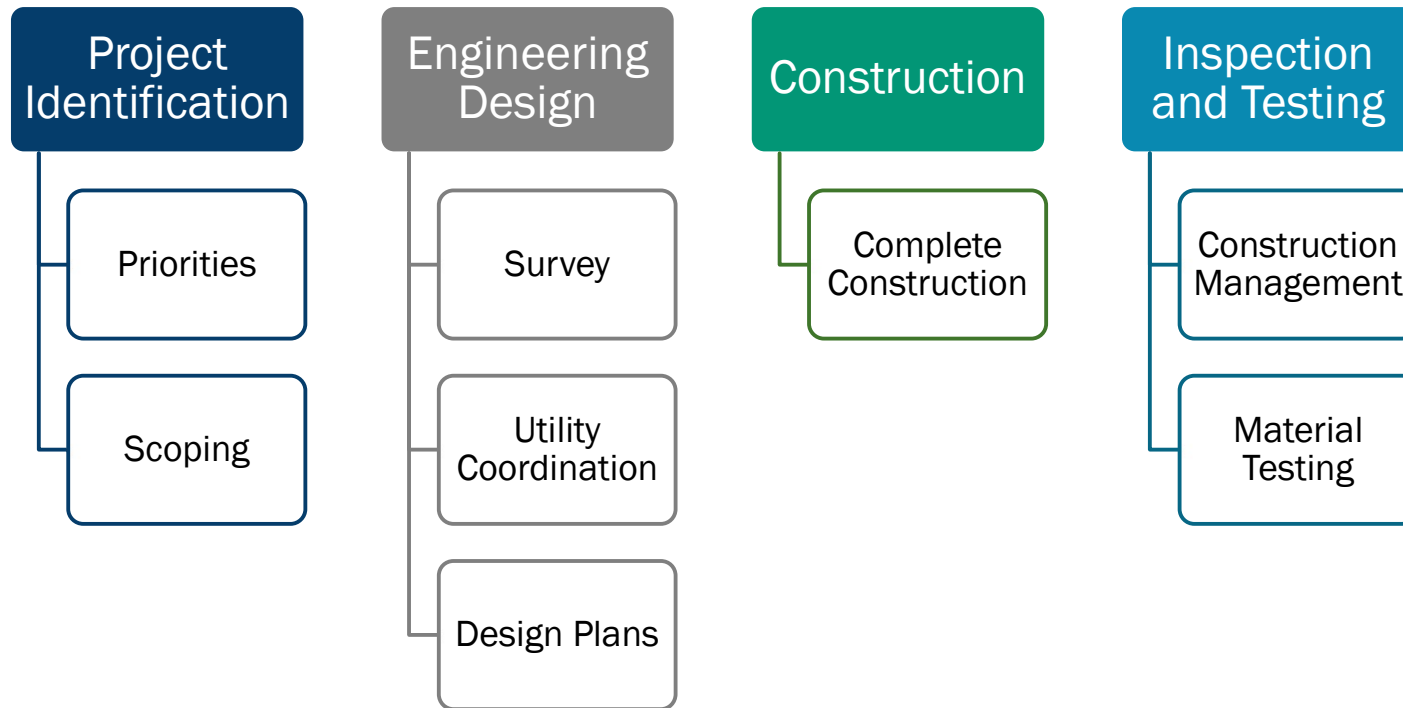 Project
Identification
Priorities
Scoping
Engineering
Design
Survey
Utility
Coordination
Design Plans
Construction
Complete
Construction
Inspection
and Testing
Construction
Management
Material
Testing